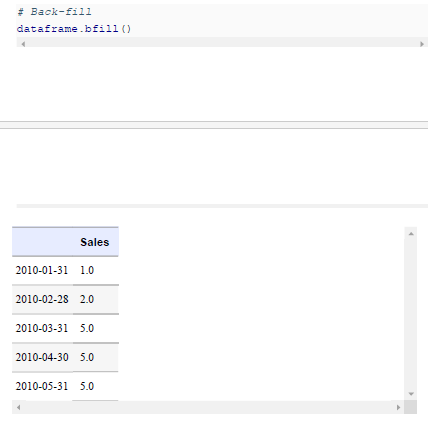 # Back-fill
dataframe.bfill()
Sales
2010-01-31 1.0
2010-02-28 2.0
2010-03-31 5.0
2010-04-30 5.0
2010-05-31 5.0